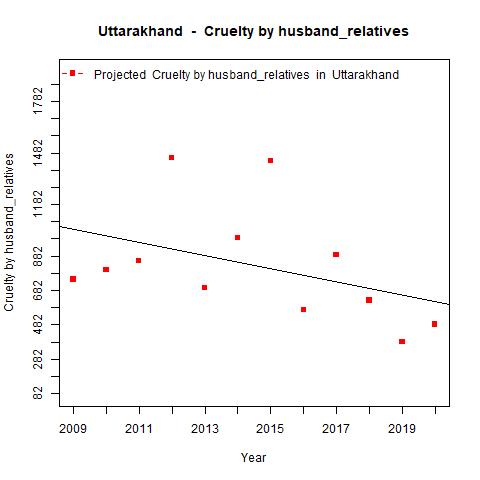 Uttarakhand - Cruelty by husband_relatives
Projected Cruelty by husband_relatives in Uttarakhand
Cruelty by husband_relatives
1782
1482
1182
882
682
482
282
82
2009 2011 2013 2015 2017 2019
Year